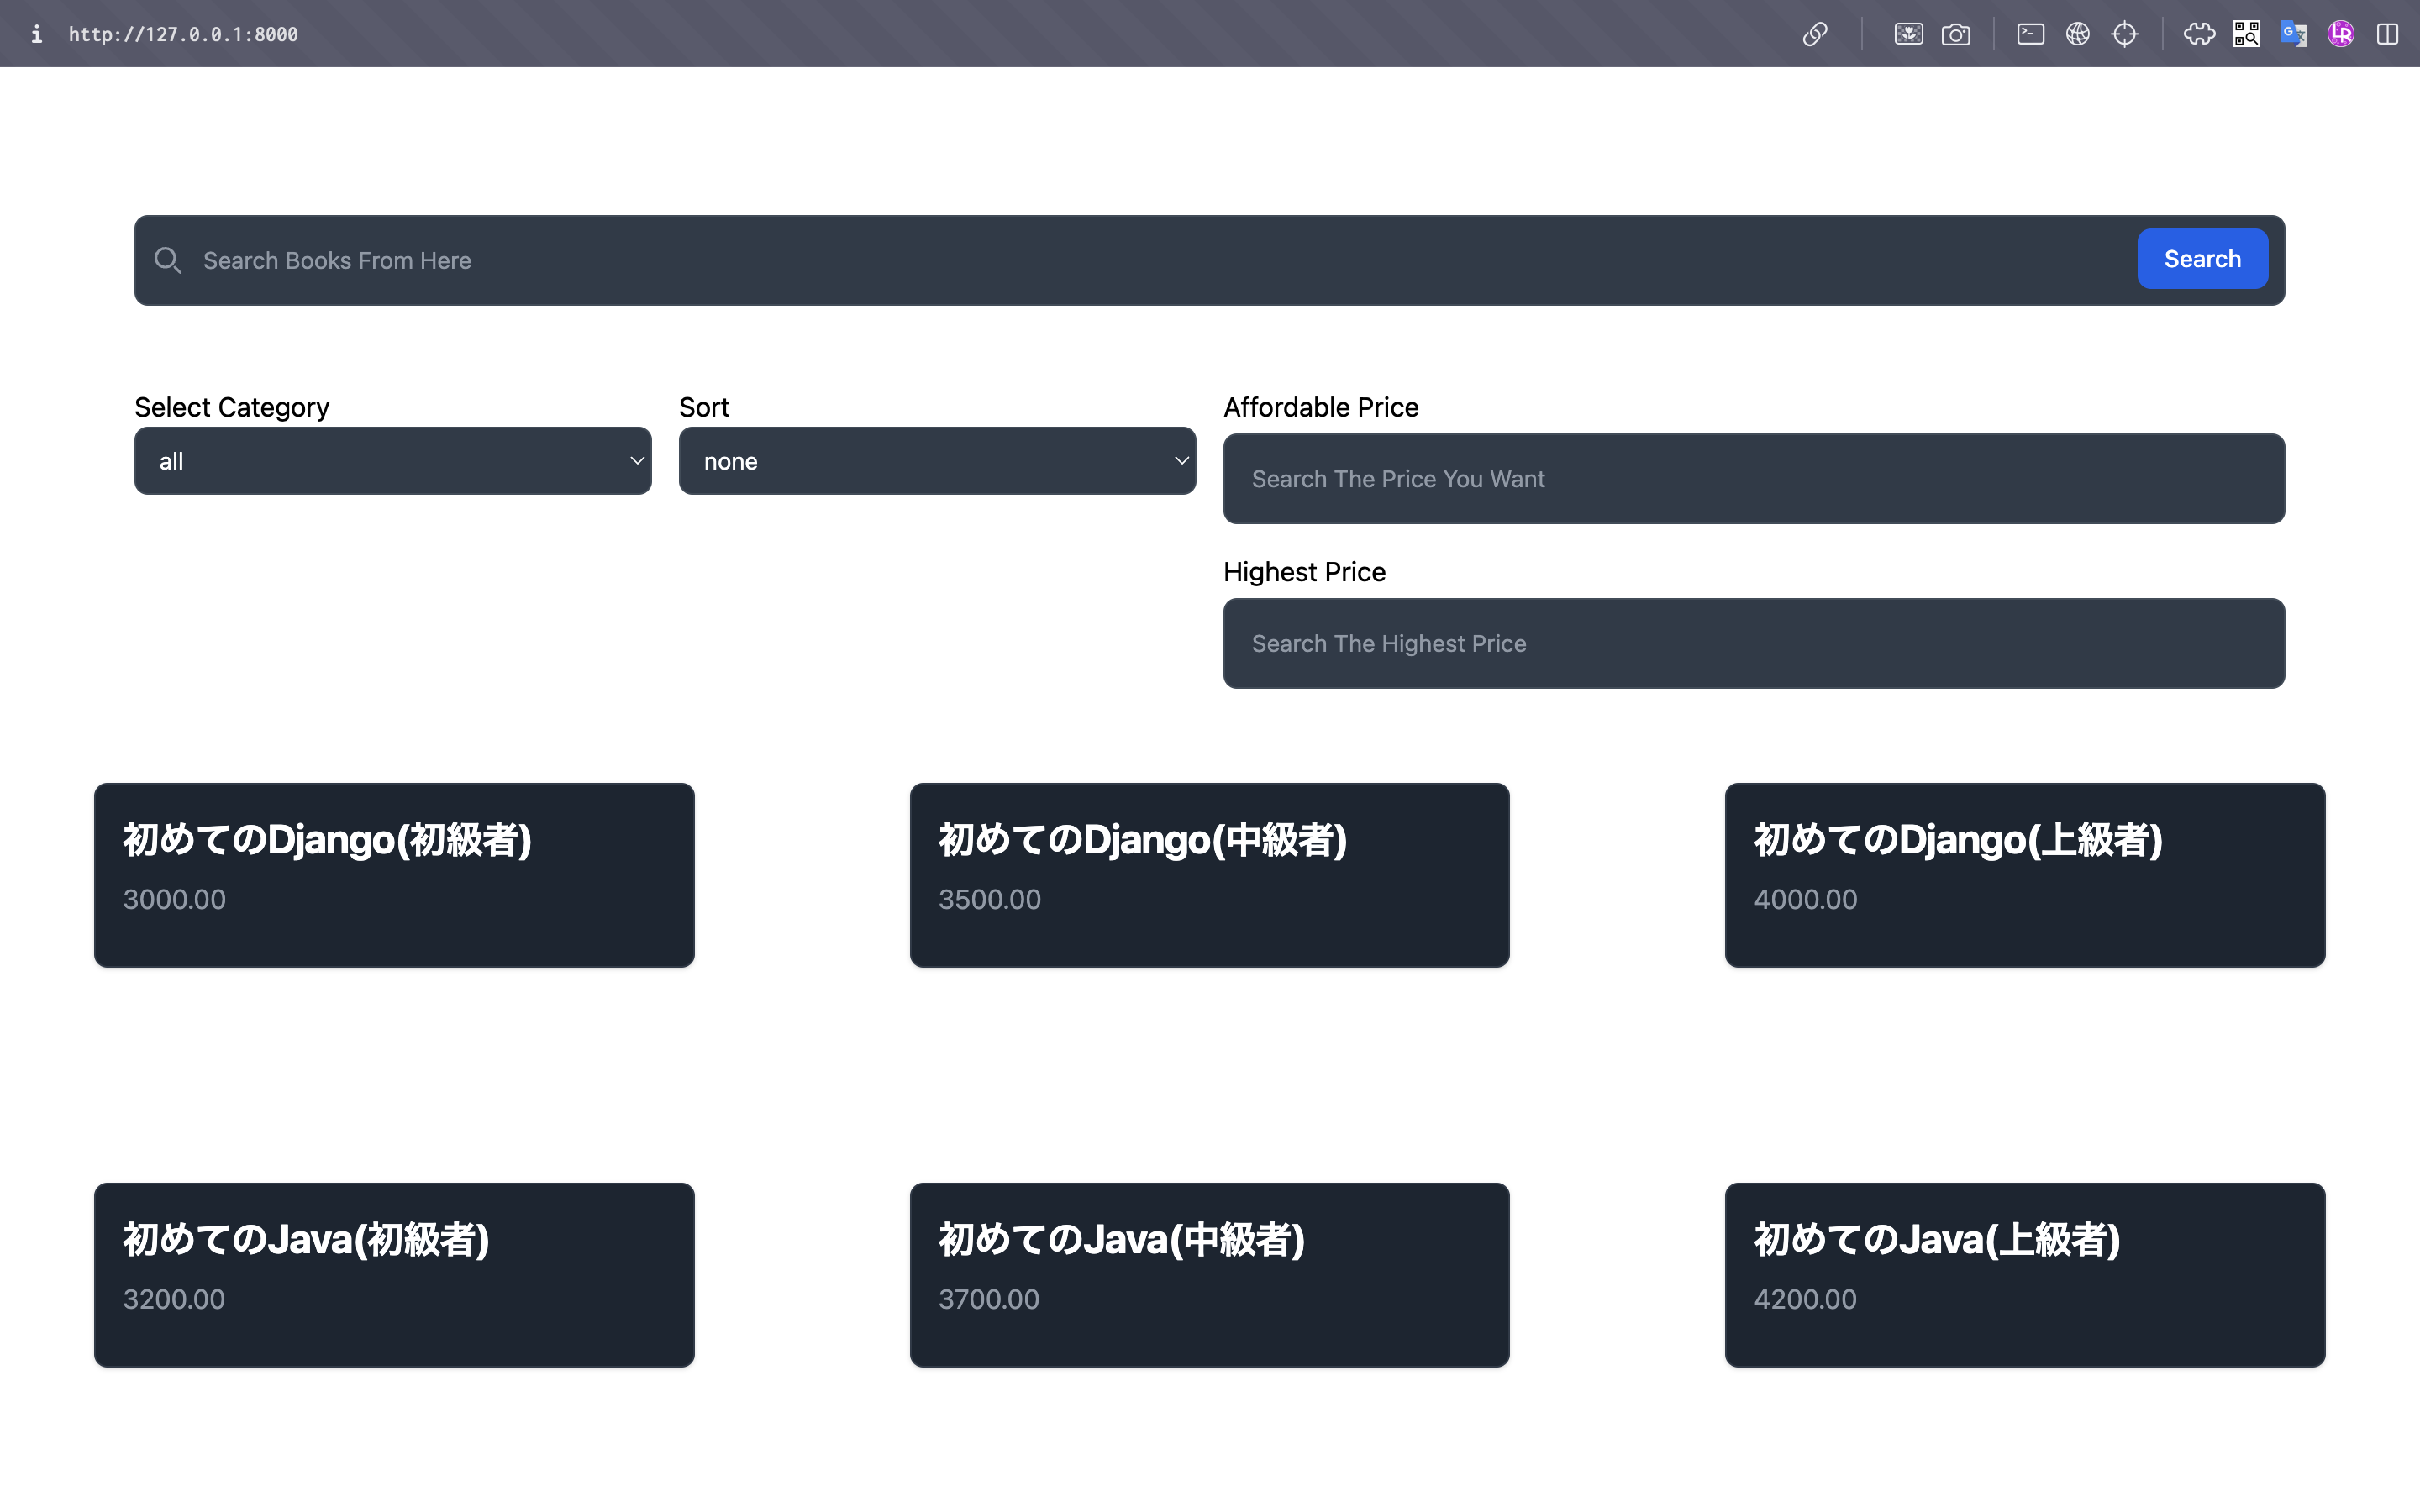 http://127.0.0.1:8000
Search Books From Here
Search
Select Category
Sort
Affordable Price
all
none
Search The Price You Want
Highest Price
Search The Highest Price
初めてのDjango(初級者)
3000.00
初めてのDjango(中級者)
3500.00
初めてのDjango(上級者)
4000.00
初めてのJava(初級者)
3200.00
初めてのJava(中級者)
3700.00
初めてのJava(上級者)
4200.00